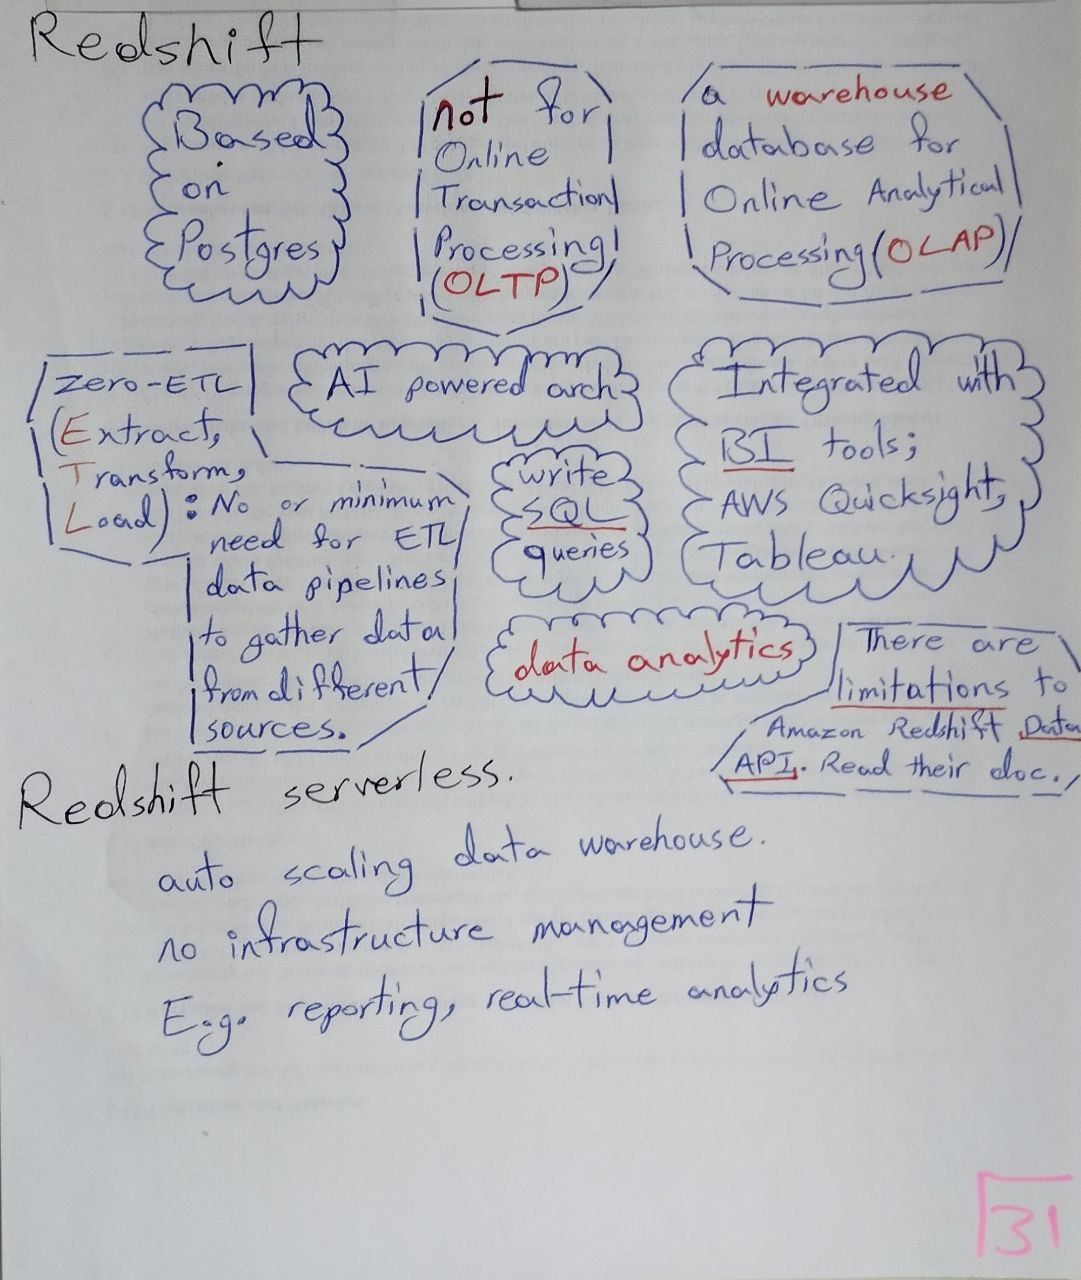 Redshift
Based
on
Postgres
not for
Online
Transaction
Processing
(OLTP)
a warehouse
database for
Online Analytical
Processing (OLAP)
Zero-ETL
(Extract,
Transform,
Load): No or minimum
need for ETL
data pipelines
to gather data
from different
sources.
AI powered arch
write
SQL
queries
Integrated with
BI tools;
AWS Quicksight,
Tableau.
data analytics
There are
limitations to
Amazon Redshift Data
API. Read their doc.
Redshift serverless.
auto scaling data warehouse.
no infrastructure management
E.g. reporting, real-time analytics
31